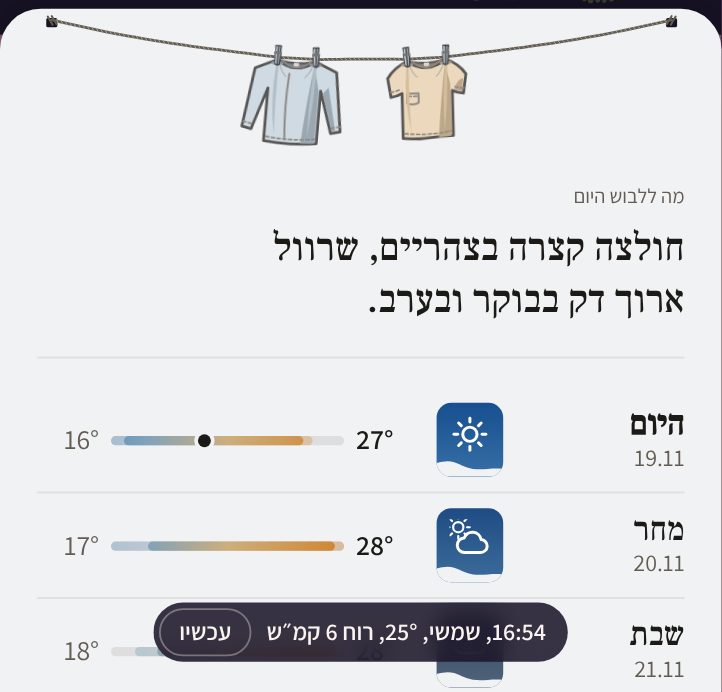 מה ללבוש היום
חולצה קצרה בצהריים, שרוול
ארוך דק בבוקר ובערב.
היום
19.11
27°
16°
מחר
20.11
28°
17°
שבת
21.11
28°
18°
16:54, שמשי, 25°, רוח 6 קמ״ש
עכשיו